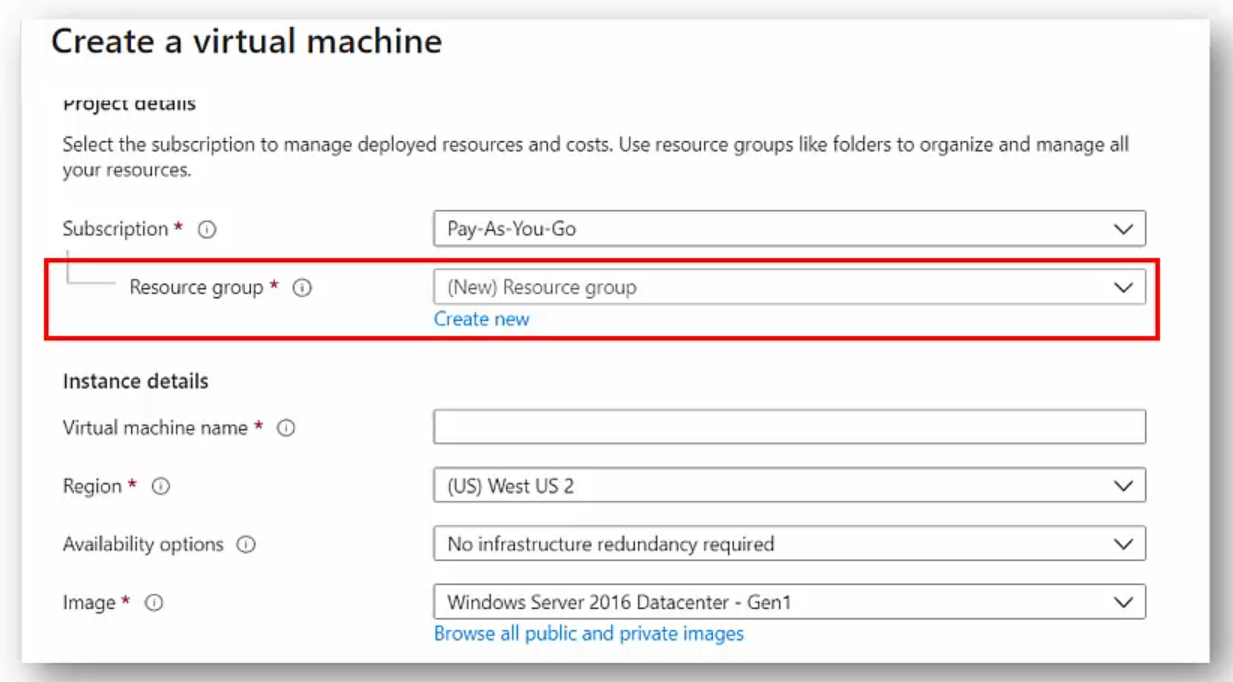 Create a virtual machine
Project details
Select the subscription to manage deployed resources and costs. Use resource groups like folders to organize and manage all
your resources.
Subscription *
Pay-As-You-Go
Resource group *
(New) Resource group
Create new
Instance details
Virtual machine name *
Region *
(US) West US 2
Availability options
No infrastructure redundancy required
Image *
Windows Server 2016 Datacenter - Gen1
Browse all public and private images